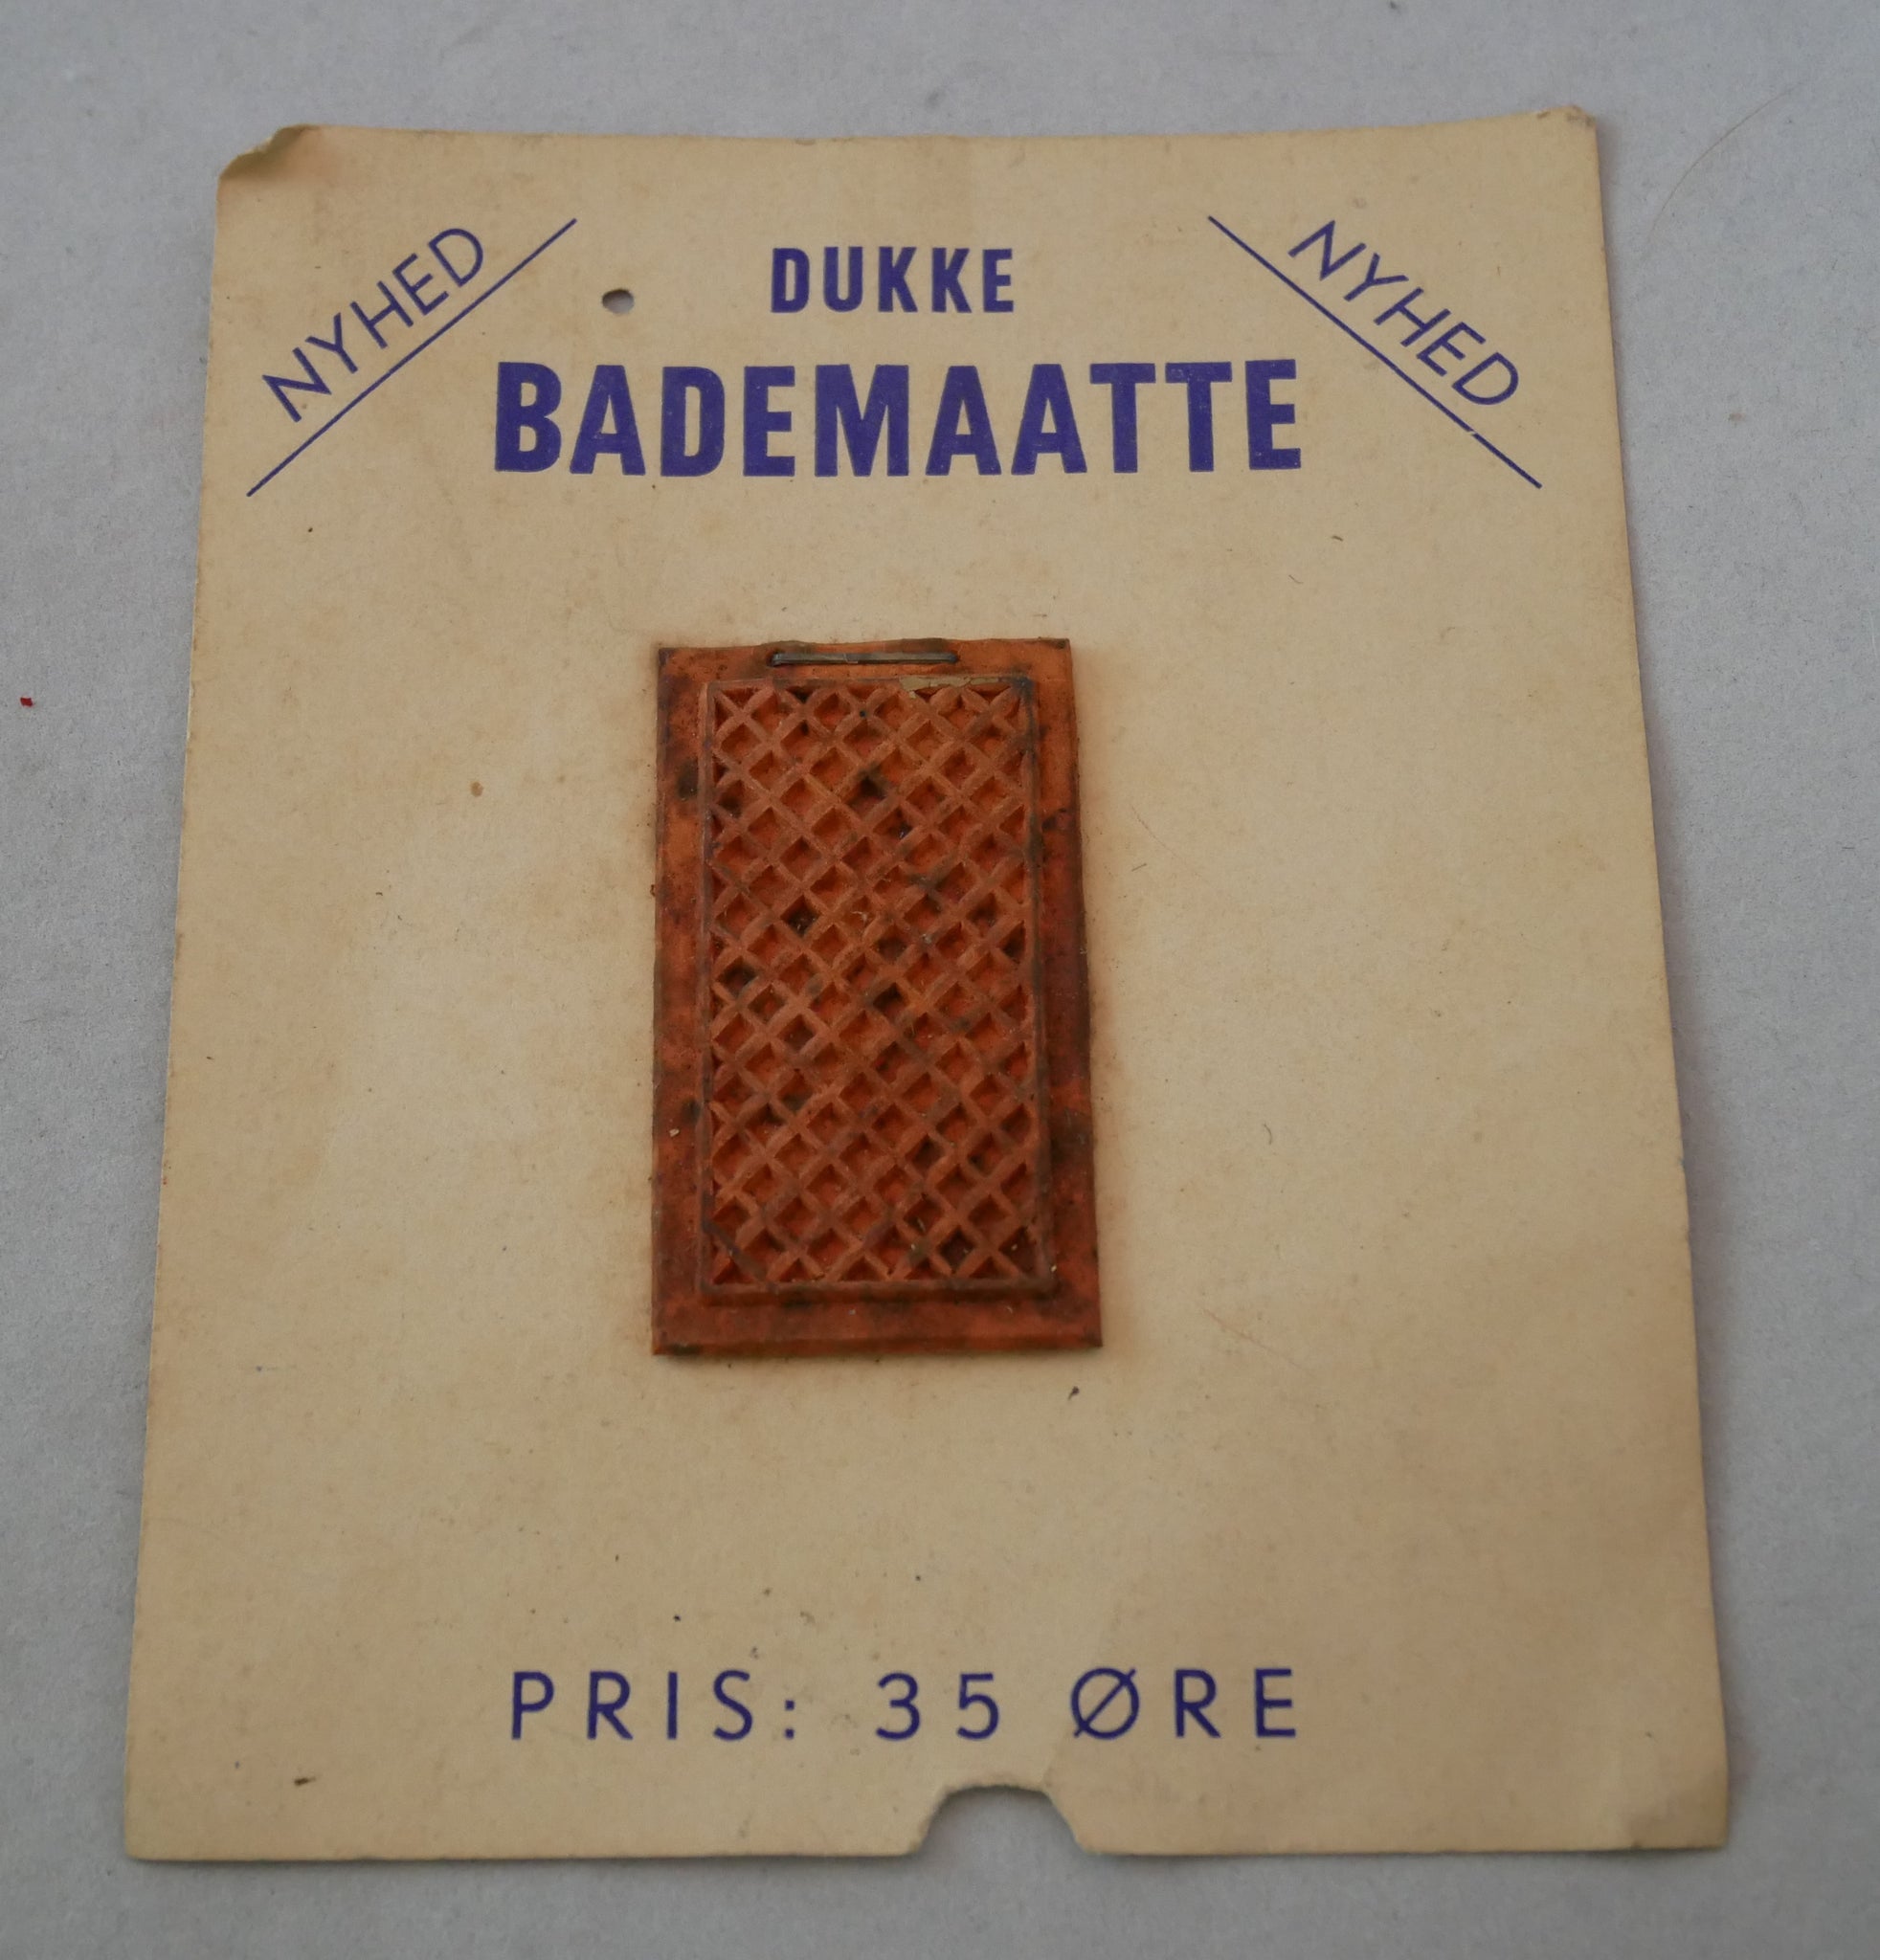 NYHED
DUKKE
NYHED
BADEMAATTE
PRIS: 35 ØRE